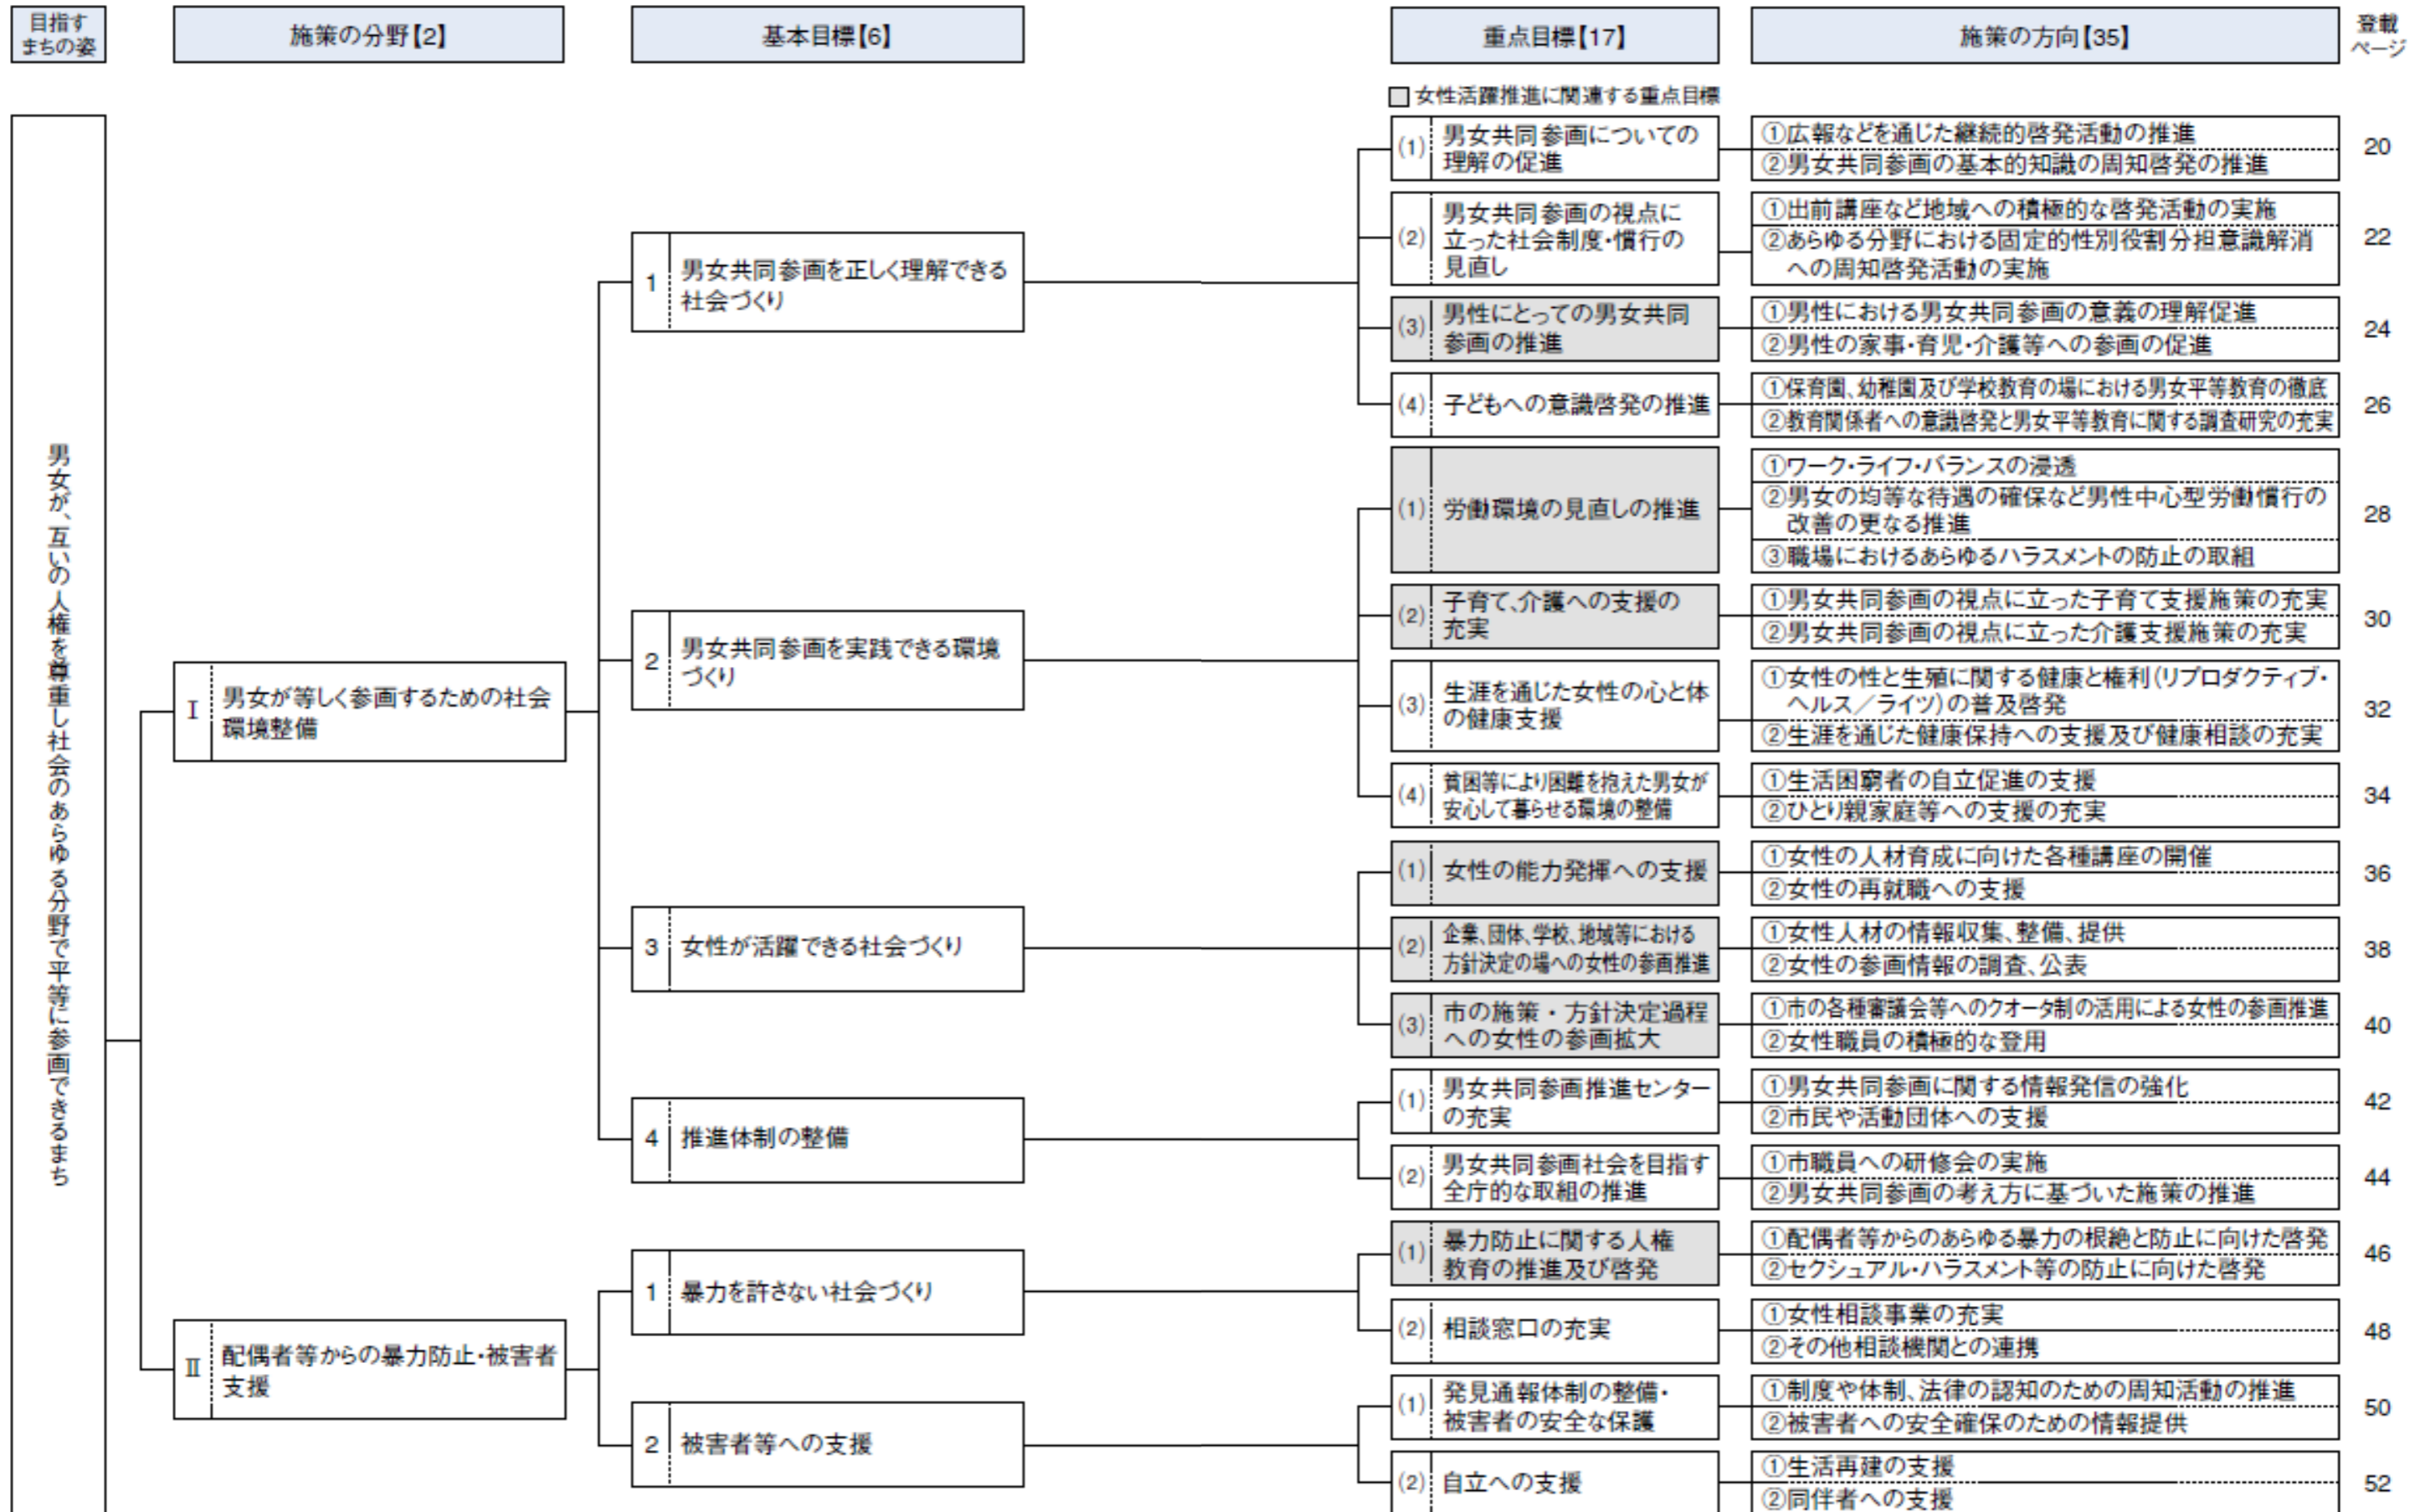 目指す
まちの姿
施策の分野【2】
基本目標【6】
重点目標【17】
施策の方向【35】
登載
ページ
□ 女性活躍推進に関連する重点目標
男女が、互いの人権を尊重し社会のあらゆる分野で平等に参画できるまち
Ⅰ 男女が等しく参画するための社会
環境整備
1 男女共同参画を正しく理解できる
社会づくり
(1) 男女共同参画についての
理解の促進
①広報などを通じた継続的啓発活動の推進
②男女共同参画の基本的知識の周知啓発の推進
20
(2) 男女共同参画の視点に
立った社会制度・慣行の
見直し
①出前講座など地域への積極的な啓発活動の実施
②あらゆる分野における固定的性別役割分担意識解消
への周知啓発活動の実施
22
(3) 男性にとっての男女共同
参画の推進
①男性における男女共同参画の意義の理解促進
②男性の家事・育児・介護等への参画の促進
24
(4) 子どもへの意識啓発の推進
①保育園、幼稚園及び学校教育の場における男女平等教育の徹底
②教育関係者への意識啓発と男女平等教育に関する調査研究の充実
26
2 男女共同参画を実践できる環境
づくり
(1) 労働環境の見直しの推進
①ワーク・ライフ・バランスの浸透
②男女の均等な待遇の確保など男性中心型労働慣行の
改善の更なる推進
③職場におけるあらゆるハラスメントの防止の取組
28
(2) 子育て、介護への支援の
充実
①男女共同参画の視点に立った子育て支援施策の充実
②男女共同参画の視点に立った介護支援施策の充実
30
(3) 生涯を通じた女性の心と体
の健康支援
①女性の性と生殖に関する健康と権利(リプロダクティブ・
ヘルス/ライツ)の普及啓発
②生涯を通じた健康保持への支援及び健康相談の充実
32
(4) 貧困等により困難を抱えた男女が
安心して暮らせる環境の整備
①生活困窮者の自立促進の支援
②ひとり親家庭等への支援の充実
34
3 女性が活躍できる社会づくり
(1) 女性の能力発揮への支援
①女性の人材育成に向けた各種講座の開催
②女性の再就職への支援
36
(2) 企業、団体、学校、地域等における
方針決定の場への女性の参画推進
①女性人材の情報収集、整備、提供
②女性の参画情報の調査、公表
38
(3) 市の施策・方針決定過程
への女性の参画拡大
①市の各種審議会等へのクオータ制の活用による女性の参画推進
②女性職員の積極的な登用
40
4 推進体制の整備
(1) 男女共同参画推進センター
の充実
①男女共同参画に関する情報発信の強化
②市民や活動団体への支援
42
(2) 男女共同参画社会を目指す
全庁的な取組の推進
①市職員への研修会の実施
②男女共同参画の考え方に基づいた施策の推進
44
Ⅱ 配偶者等からの暴力防止・被害者
支援
1 暴力を許さない社会づくり
(1) 暴力防止に関する人権
教育の推進及び啓発
①配偶者等からのあらゆる暴力の根絶と防止に向けた啓発
②セクシュアル・ハラスメント等の防止に向けた啓発
46
(2) 相談窓口の充実
①女性相談事業の充実
②その他相談機関との連携
48
2 被害者等への支援
(1) 発見通報体制の整備・
被害者の安全な保護
①制度や体制、法律の認知のための周知活動の推進
②被害者への安全確保のための情報提供
50
(2) 自立への支援
①生活再建の支援
②同伴者への支援
52